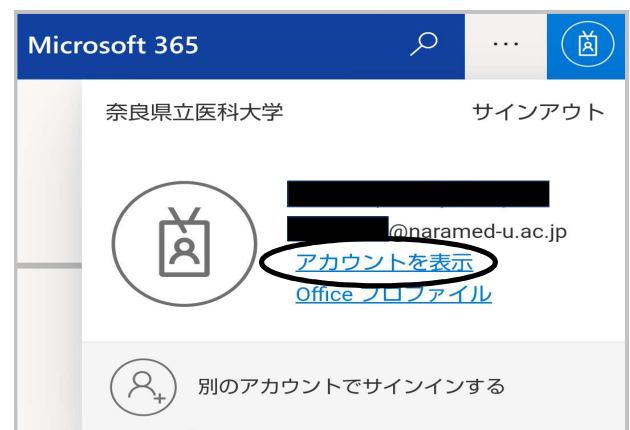 Microsoft 365 ...
奈良県立医科大学 サインアウト
@naramed-u.ac.jp
アカウントを表示
Office プロファイル
別のアカウントでサインインする